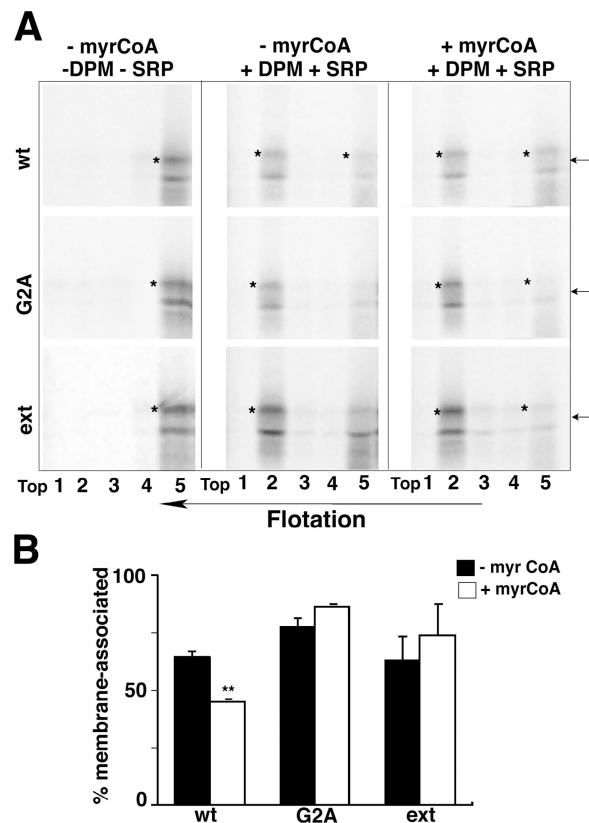 A
- myrCoA
-DPM - SRP
- myrCoA
+ DPM + SRP
+ myrCoA
+ DPM + SRP
wt
*
*
*
*
*
G2A
*
*
*
*
ext
*
*
*
*
Top 1 2 3 4 5 Top 1 2 3 4 5 Top 1 2 3 4 5
Flotation
B
- myr CoA
+ myrCoA
% membrane-associated
100
50
0
**
wt G2A ext